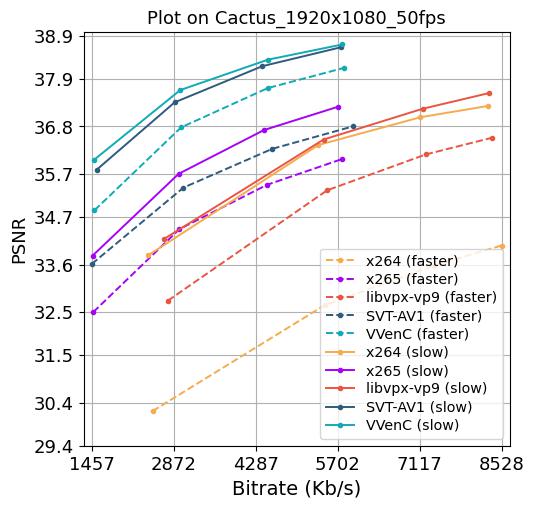 Plot on Cactus_1920x1080_50fps
38.9
37.9
36.8
35.7
34.7
33.6
32.5
31.5
30.4
29.4
PSNR
x264 (faster)
x265 (faster)
libvpx-vp9 (faster)
SVT-AV1 (faster)
VVenC (faster)
x264 (slow)
x265 (slow)
libvpx-vp9 (slow)
SVT-AV1 (slow)
VVenC (slow)
1457 2872 4287 5702 7117 8528
Bitrate (Kb/s)